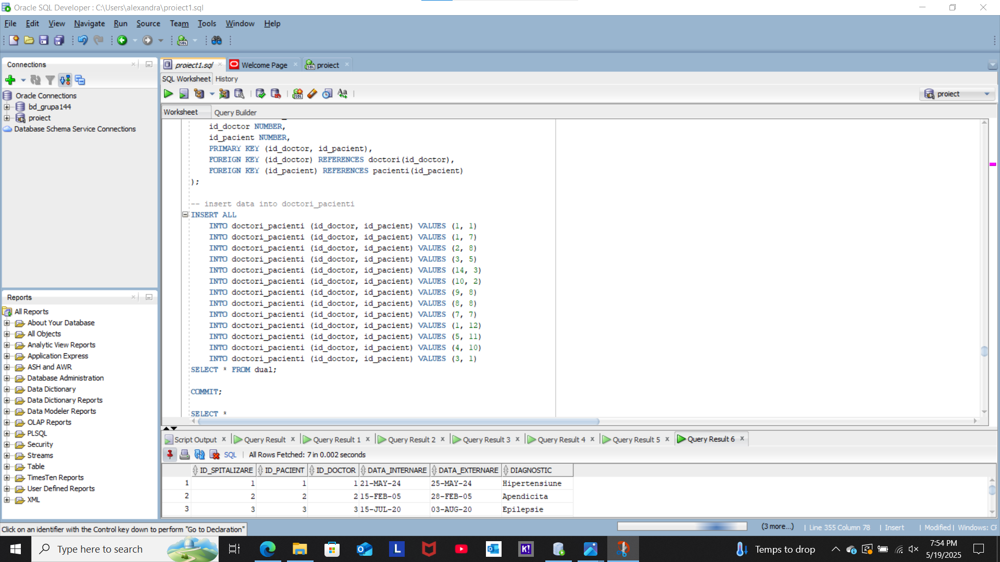 Oracle SQL Developer : C:\Users\alexandra\proiect1.sql
File Edit View Navigate Run Source Team Tools Window Help
Connections
Oracle Connections
bd_grupa144
proiect
Database Schema Service Connections
Reports
All Reports
About Your Database
All Objects
Analytic View Reports
Application Express
ASH and AWR
Database Administration
Data Dictionary
Data Dictionary Reports
Data Modeler Reports
OLAP Reports
PLSQL
Security
Streams
Table
TimesTen Reports
User Defined Reports
XML
proiect1.sql Welcome Page proiect
SQL Worksheet History
proiect
Worksheet Query Builder
id_doctor NUMBER,
id_pacient NUMBER,
PRIMARY KEY (id_doctor, id_pacient),
FOREIGN KEY (id_doctor) REFERENCES doctori(id_doctor),
FOREIGN KEY (id_pacient) REFERENCES pacienti(id_pacient)
);
-- insert data into doctori_pacienti
INSERT ALL
INTO doctori_pacienti (id_doctor, id_pacient) VALUES (1, 1)
INTO doctori_pacienti (id_doctor, id_pacient) VALUES (1, 7)
INTO doctori_pacienti (id_doctor, id_pacient) VALUES (2, 8)
INTO doctori_pacienti (id_doctor, id_pacient) VALUES (3, 5)
INTO doctori_pacienti (id_doctor, id_pacient) VALUES (14, 3)
INTO doctori_pacienti (id_doctor, id_pacient) VALUES (10, 2)
INTO doctori_pacienti (id_doctor, id_pacient) VALUES (9, 8)
INTO doctori_pacienti (id_doctor, id_pacient) VALUES (8, 8)
INTO doctori_pacienti (id_doctor, id_pacient) VALUES (7, 7)
INTO doctori_pacienti (id_doctor, id_pacient) VALUES (1, 12)
INTO doctori_pacienti (id_doctor, id_pacient) VALUES (5, 11)
INTO doctori_pacienti (id_doctor, id_pacient) VALUES (4, 10)
INTO doctori_pacienti (id_doctor, id_pacient) VALUES (3, 1)
SELECT * FROM dual;
COMMIT;
SELECT *
Script Output Query Result Query Result 1 Query Result 2 Query Result 3 Query Result 4 Query Result 5 Query Result 6
SQL | All Rows Fetched: 7 in 0.002 seconds
ID_SPITALIZARE ID_PACIENT ID_DOCTOR DATA_INTERNARE DATA_EXTERNARE DIAGNOSTIC
1 1 1 1 21-MAY-24 25-MAY-24 Hipertensiune
2 2 2 2 15-FEB-05 28-FEB-05 Apendicita
3 3 3 3 15-JUL-20 03-AUG-20 Epilepsie
Click on an identifier with the Control key down to perform "Go to Declaration"
(3 more...) | Line 355 Column 78 | Insert | Modified | Windows: CF
Type here to search
Temps to drop
7:54 PM
5/19/2025